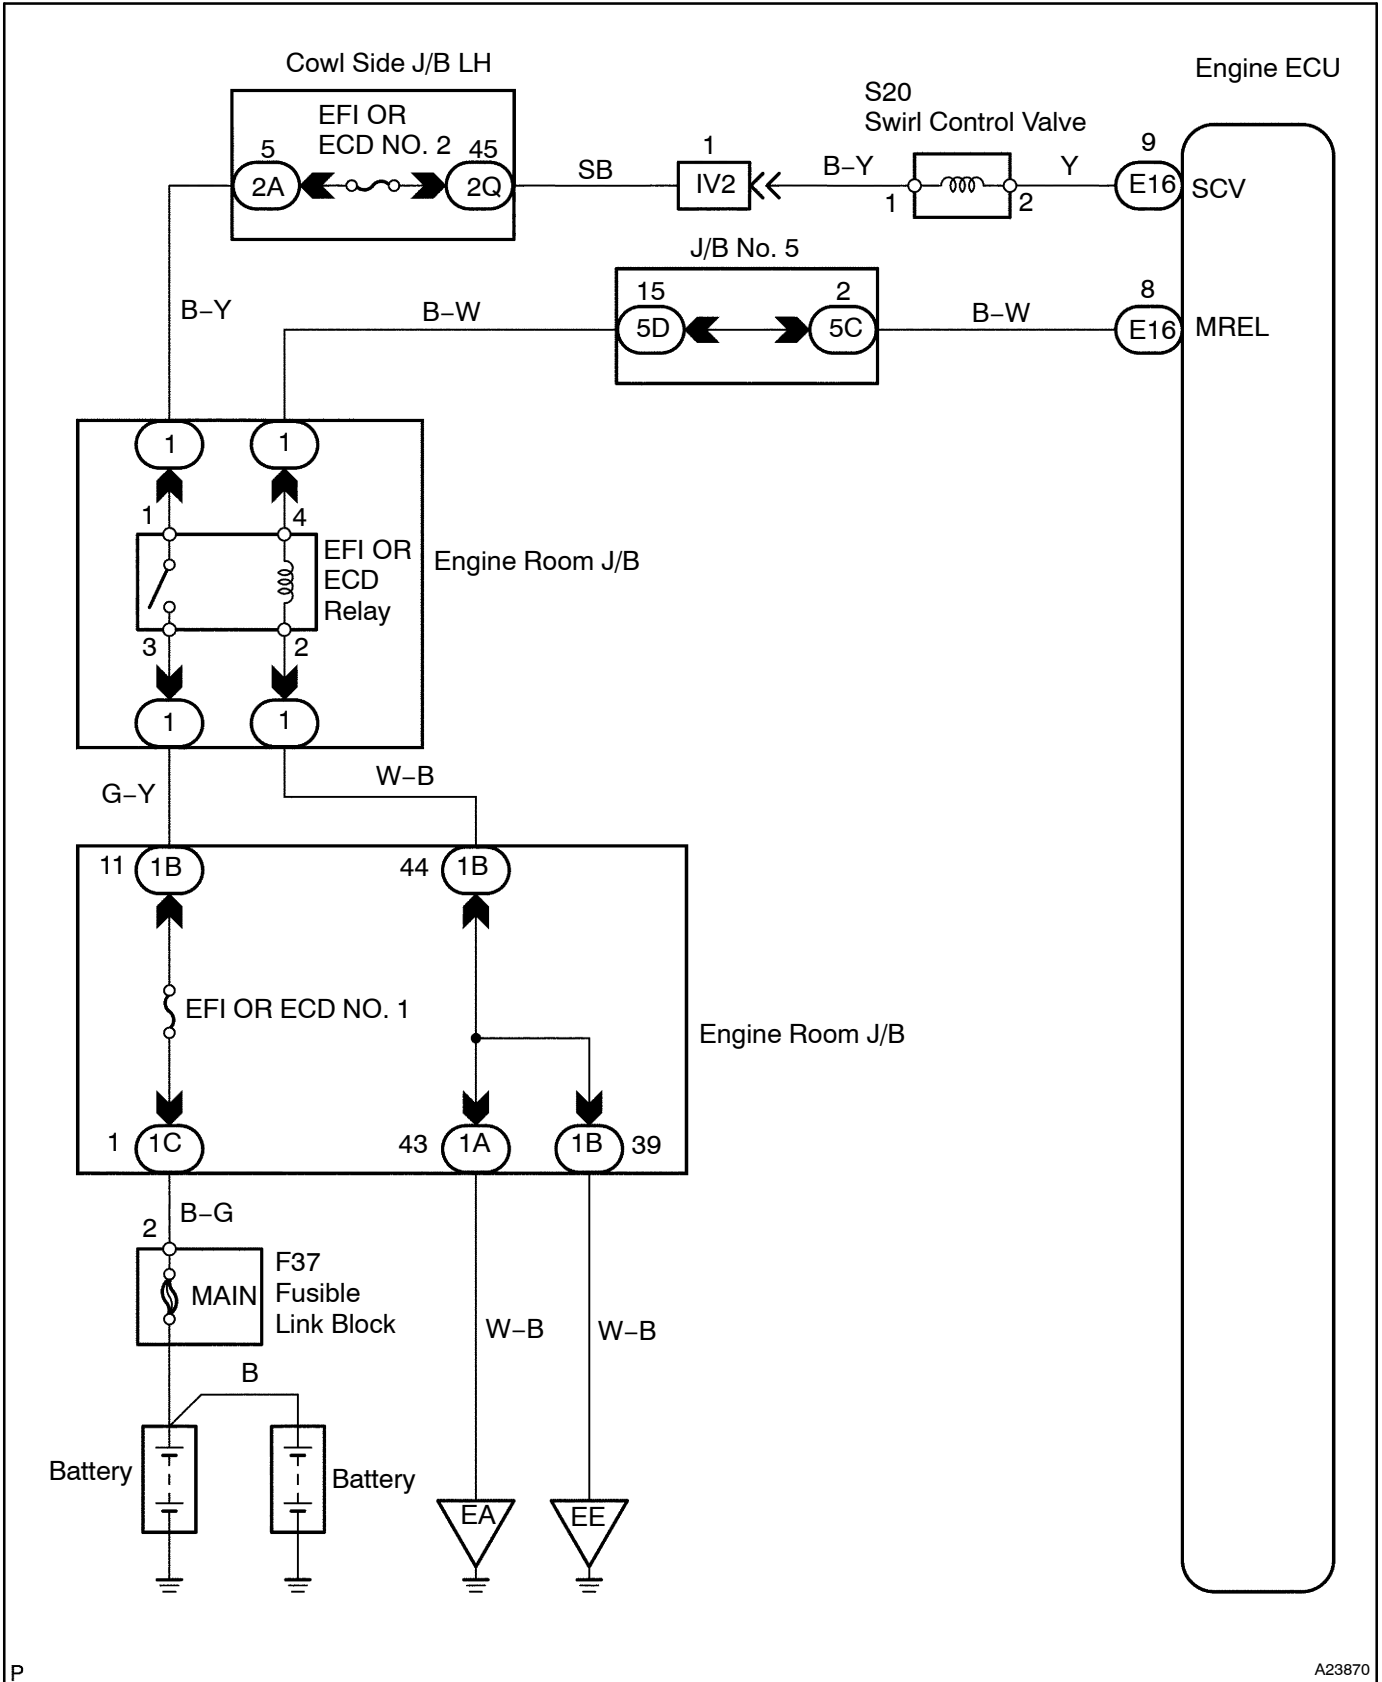 Cowl Side J/B LH
Engine ECU
S20
Swirl Control Valve
EFI OR
ECD NO. 2
5
45
2A
2Q
SB
1
IV2
B–Y
1
2
Y
9
E16
SCV
J/B No. 5
B–Y
B–W
15
5D
2
5C
B–W
8
E16
MREL
1
1
1
4
EFI OR
ECD
Relay
Engine Room J/B
3
2
1
1
G–Y
W–B
11
1B
44
1B
EFI OR ECD NO. 1
Engine Room J/B
1
1C
43
1A
1B
39
B–G
2
MAIN
F37
Fusible
Link Block
W–B
W–B
B
Battery
Battery
EA
EE
P
A23870